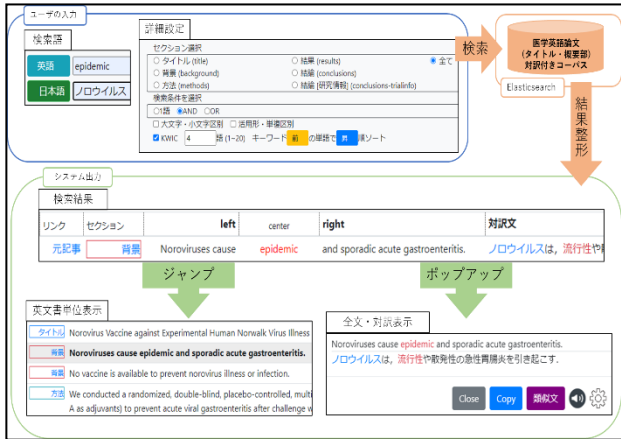 ユーザの入力
検索語
英語 epidemic
日本語 ノロウイルス
詳細設定
セクション選択
タイトル (title) 結果 (results) 全て
背景 (background) 結論 (conclusions)
方法 (methods) 結論 [研究情報] (conclusions-trialinfo)
検索条件を選択
1語 AND OR
大文字・小文字区別 活用形・単複区別
KWIC 4 語 (1~20) キーワード 前 の単語で 昇 順ソート
検索
医学英語論文
(タイトル・概要部)
対訳付きコーパス
Elasticsearch
結果整形
システム出力
検索結果
リンク セクション left center right 対訳文
元記事 背景 Noroviruses cause epidemic and sporadic acute gastroenteritis. ノロウイルスは，流行性や
ジャンプ
ポップアップ
英文書単位表示
タイトル Norovirus Vaccine against Experimental Human Norwalk Virus Illness
背景 Noroviruses cause epidemic and sporadic acute gastroenteritis.
背景 No vaccine is available to prevent norovirus illness or infection.
方法 We conducted a randomized, double-blind, placebo-controlled, multi
A as adjuvants) to prevent acute viral gastroenteritis after challenge w
全文・対訳表示
Noroviruses cause epidemic and sporadic acute gastroenteritis.
ノロウイルスは，流行性や散発性の急性胃腸炎を引き起こす.
Close Copy 類似文